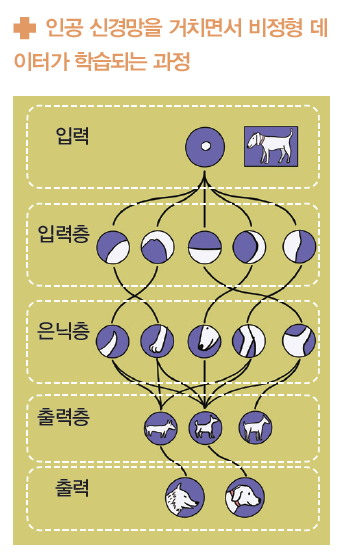 인공 신경망을 거치면서 비정형 데
이터가 학습되는 과정
입력
입력층
은닉층
출력층
출력